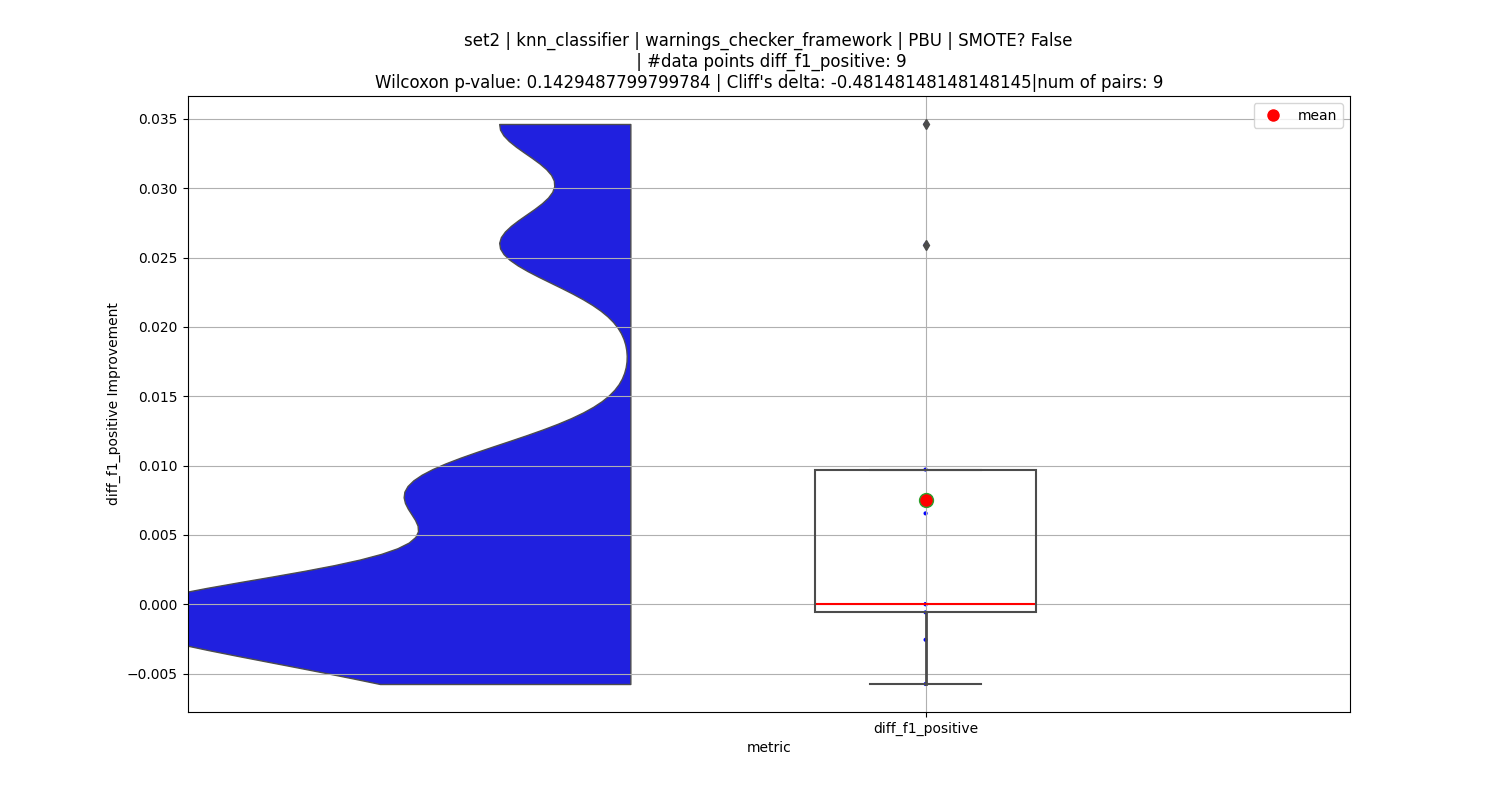 set2 | knn_classifier | warnings_checker_framework | PBU | SMOTE? False
| #data points diff_f1_positive: 9
Wilcoxon p-value: 0.1429487799799784 | Cliff's delta: -0.48148148148148145|num of pairs: 9
mean
0.035
0.030
0.025
0.020
0.015
0.010
0.005
0.000
−0.005
diff_f1_positive Improvement
diff_f1_positive
metric